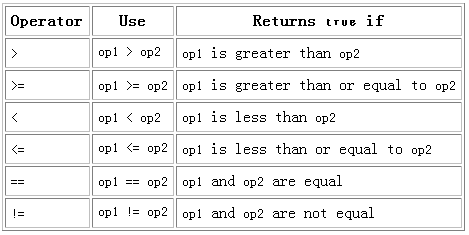 Operator Use Returns true if
> op1 > op2 op1 is greater than op2
>= op1 >= op2 op1 is greater than or equal to op2
< op1 < op2 op1 is less than op2
<= op1 <= op2 op1 is less than or equal to op2
== op1 == op2 op1 and op2 are equal
!= op1 != op2 op1 and op2 are not equal